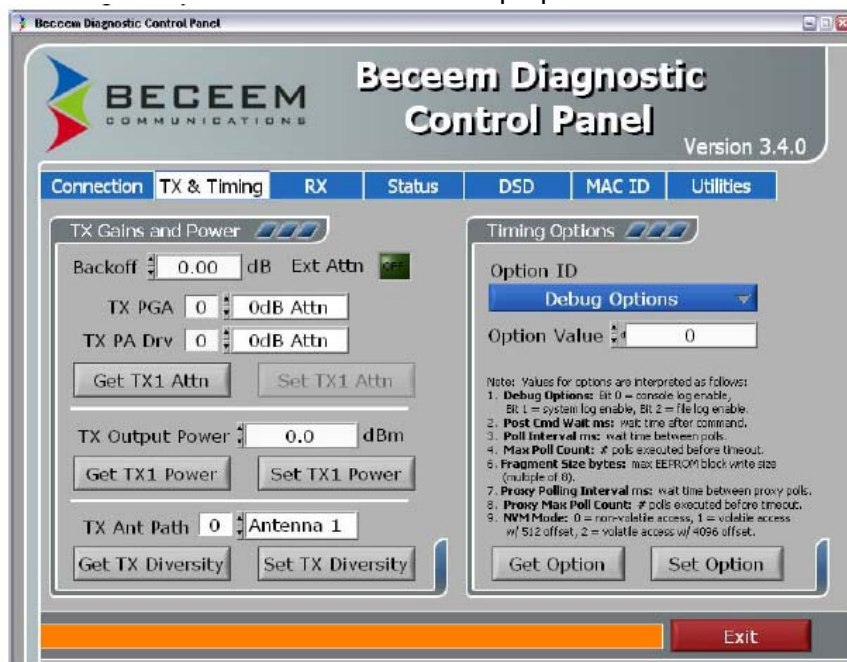 Beceem Diagnostic Control Panel
BECEEM
COMMUNICATIONS
Beceem Diagnostic
Control Panel
Version 3.4.0
Connection TX & Timing RX Status DSD MAC ID Utilities
TX Gains and Power
Backoff 0.00 dB Ext Attn OFF
TX PGA 0 0dB Attn
TX PA Drv 0 0dB Attn
Get TX1 Attn Set TX1 Attn
TX Output Power 0.0 dBm
Get TX1 Power Set TX1 Power
TX Ant Path 0 Antenna 1
Get TX Diversity Set TX Diversity
Timing Options
Option ID
Debug Options
Option Value d 0
Note: Values for options are interpreted as follows:
1. Debug Options: Bit 0 = console log enable,
Bit 1 = system log enable, Bit 2 = file log enable.
2. Post Cmd Wait ms: wait time after command.
3. Poll Interval ms: wait time between polls.
4. Max Poll Count: # polls executed before timeout.
6. Fragment Size bytes: max EEPROM block write size
(multiple of 8).
7. Proxy Polling Interval ms: wait time between proxy polls.
8. Proxy Max Poll Count: # polls executed before timeout.
9. NVM Mode: 0 = non-volatile access, 1 = volatile access
w/ 512 offset, 2 = volatile access w/ 4096 offset.
Get Option Set Option
Exit